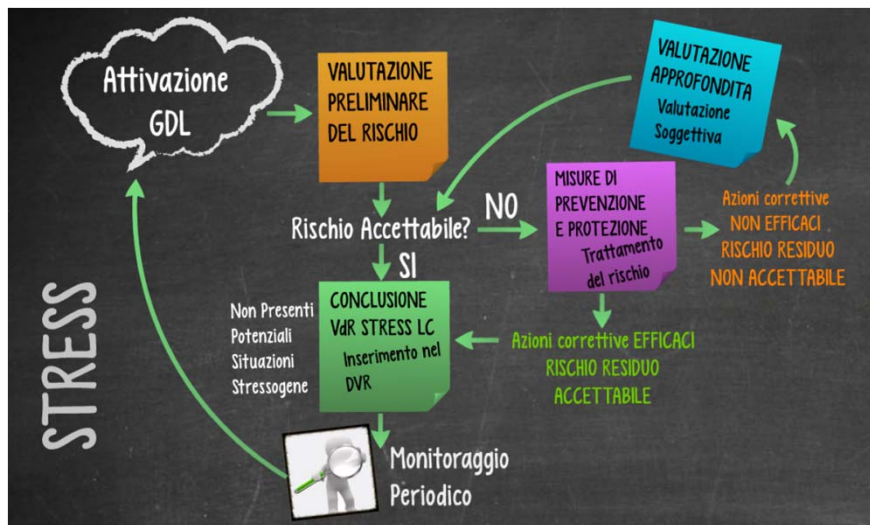 Attivazione
GDL
VALUTAZIONE
PRELIMINARE
DEL RISCHIO
VALUTAZIONE
APPROFONDITA
Valutazione
Soggettiva
Rischio Accettabile?
NO
SI
MISURE DI
PREVENZIONE
E PROTEZIONE
Trattamento
del rischio
Azioni correttive
NON EFFICACI
RISCHIO RESIDUO
NON ACCETTABILE
STRESS
Non Presenti
Potenziali
Situazioni
Stressogene
CONCLUSIONE
VdR STRESS LC
Inserimento nel
DVR
Azioni correttive EFFICACI
RISCHIO RESIDUO
ACCETTABILE
Monitoraggio
Periodico